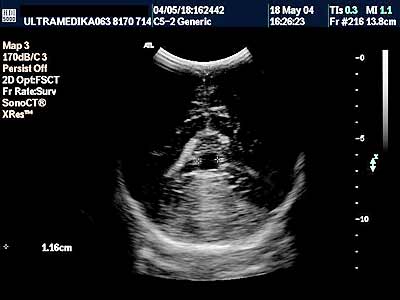 04/05/18:162442
18 May 04
TIs 0.3 MI 1.1
ULTRAMEDIKA063 8170 714
C5-2 Generic
16:26:23
Fr #216 13.8cm
Map 3
170dB/C 3
Persist Off
2D Opt:FSCT
Fr Rate:Surv
SonoCT®
XRes™
ATL
0
5
10
1.16cm